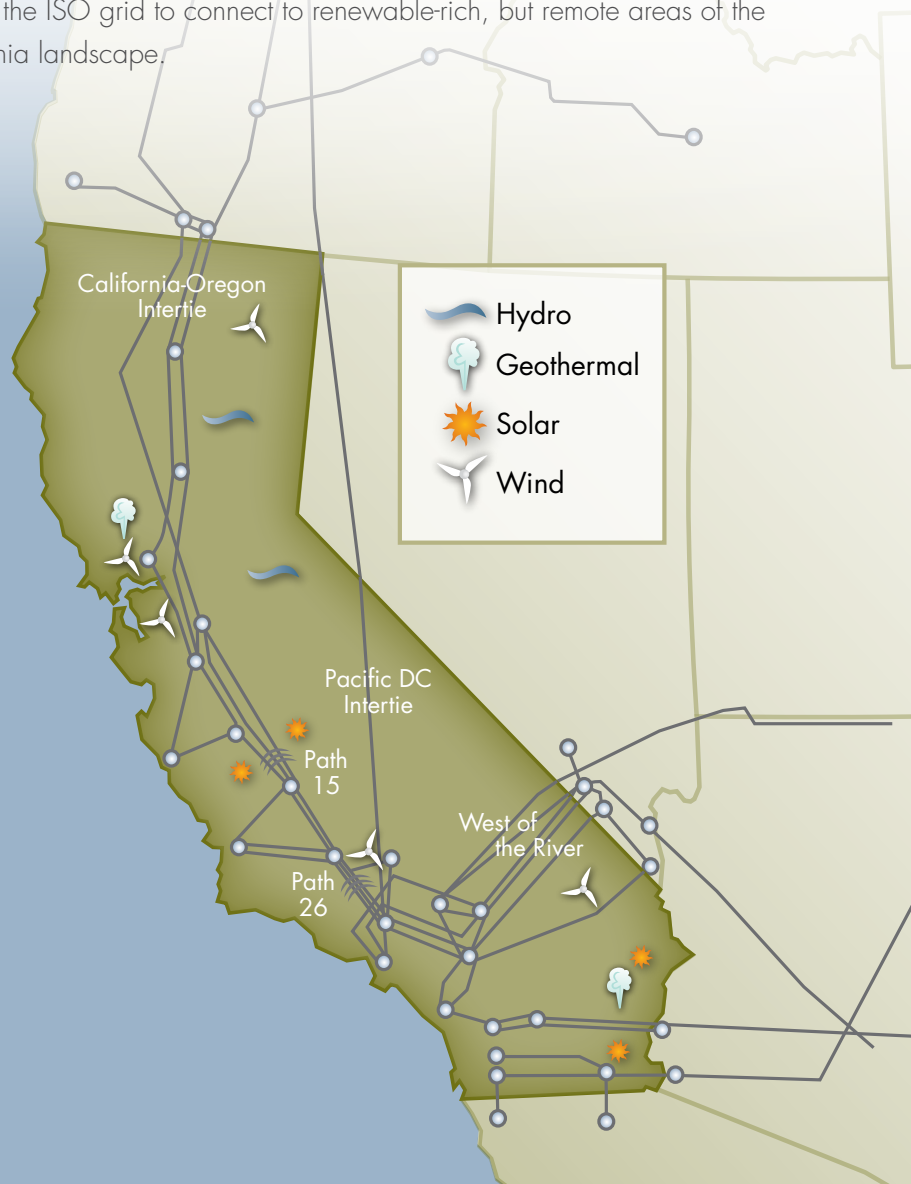 the ISO grid to connect to renewable-rich, but remote areas of the
nia landscape.
California-Oregon
Intertie
Hydro
Geothermal
Solar
Wind
Pacific DC
Intertie
Path
15
West of
the River
Path
26